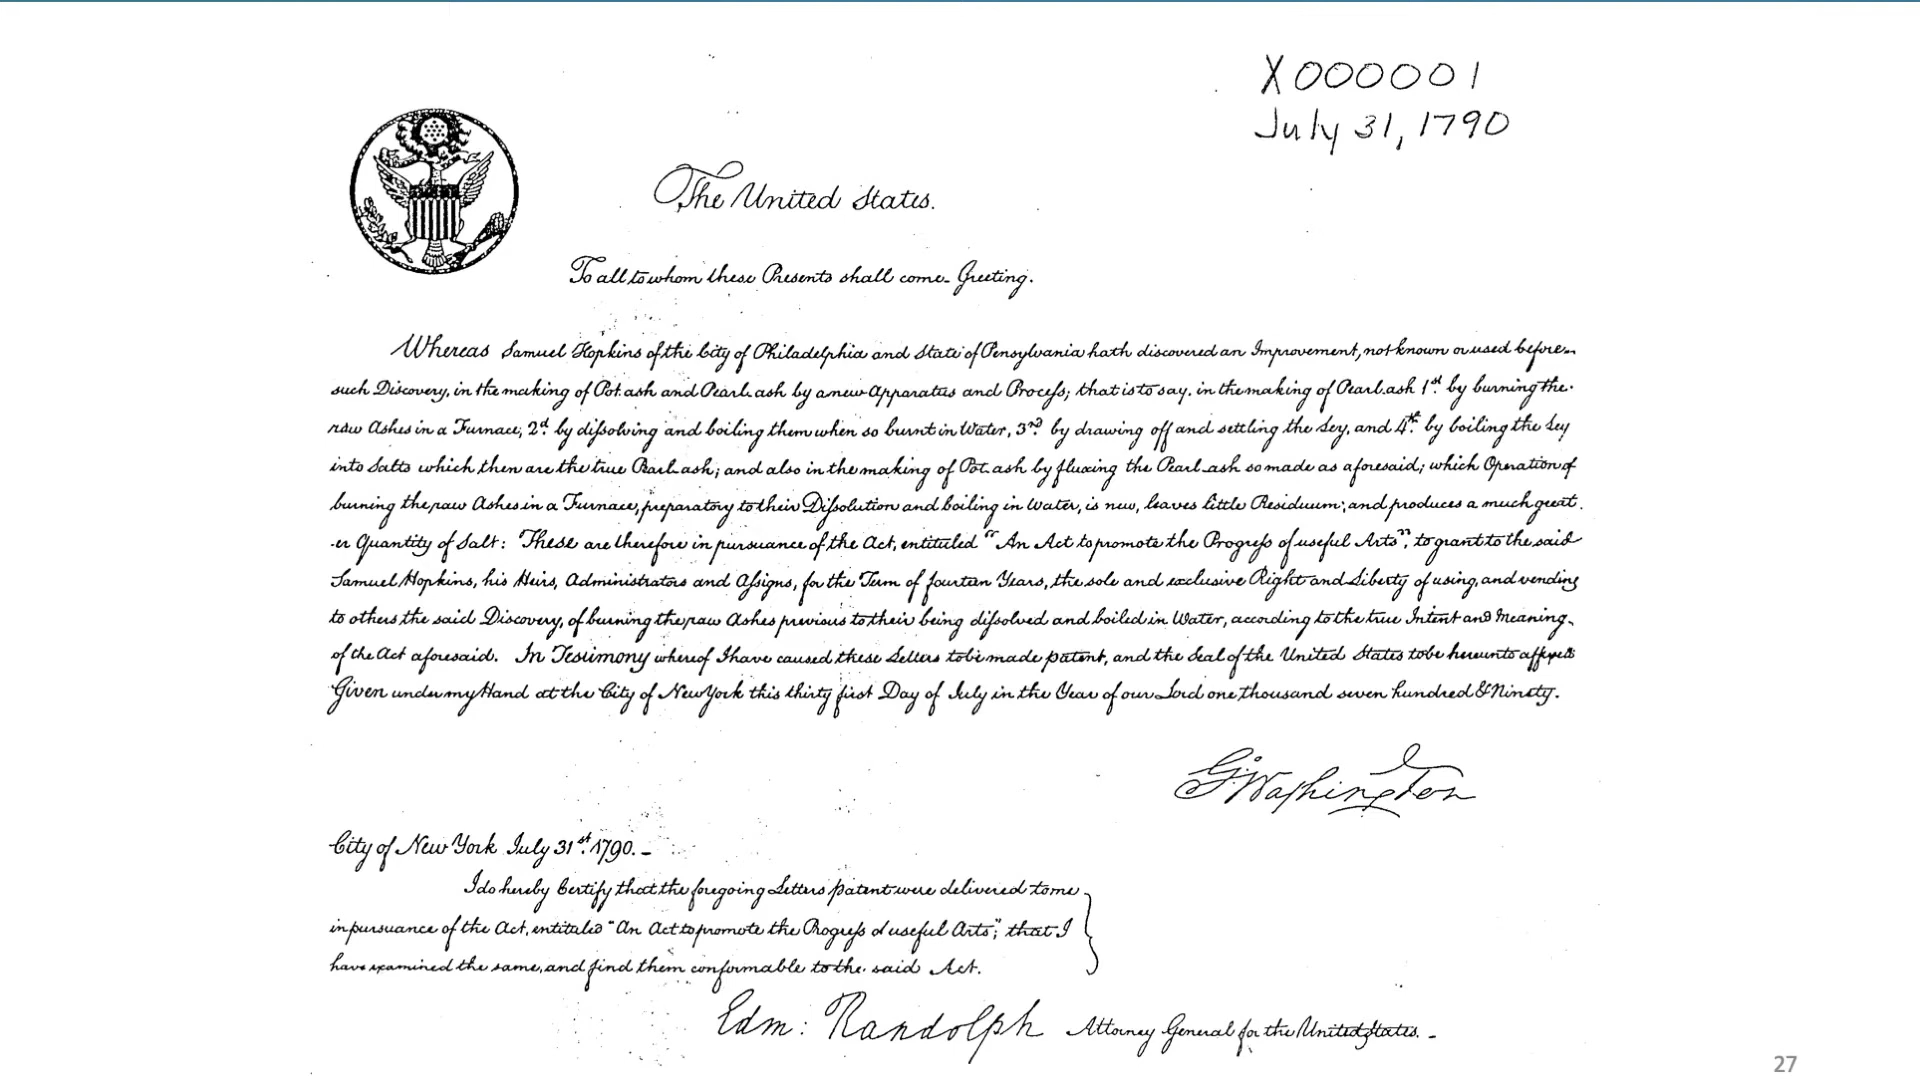 X000001
July 31, 1790
The United States.
To all to whom these Presents shall come. Greeting.
Whereas Samuel Hopkins of the City of Philadelphia and State of Pensylvania hath discovered an Improvement, not known or used before
such Discovery, in the making of Pot ash and Pearl ash by a new Apparatus and Process; that is to say, in the making of Pearl ash 1st. by burning the
raw Ashes in a Furnace, 2d. by dissolving and boiling them when so burnt in Water, 3rd. by drawing off and settling the Ley, and 4th. by boiling the Ley
into Salts which then are the true Pearl ash; and also in the making of Pot ash by fluxing the Pearl ash so made as aforesaid; which Operation of
burning the raw Ashes in a Furnace, preparatory to their Dissolution and boiling in Water, is new, leaves little Residuum; and produces a much great
-er Quantity of Salt: These are therefore in pursuance of the Act, entituled "An Act to promote the Progress of useful Arts", to grant to the said
Samuel Hopkins, his Heirs, Administrators and Assigns, for the Term of fourteen Years, the sole and exclusive Right and Liberty of using, and vending
to others the said Discovery, of burning the raw Ashes previous to their being dissolved and boiled in Water, according to the true Intent and Meaning
of the Act aforesaid. In Testimony whereof I have caused these Letters to be made patent, and the Seal of the United States to be hereunto affixed
Given under my Hand at the City of New York this thirty first Day of July in the Year of our Lord one thousand seven hundred & Ninety.
G. Washington
City of New York July 31st. 1790. -
I do hereby Certify that the foregoing Letters patent were delivered to me
in pursuance of the Act, entituled "An Act to promote the Progress of useful Arts"; that I
have examined the same, and find them conformable to the said Act.
Edm: Randolph Attorney General for the United States. -
27